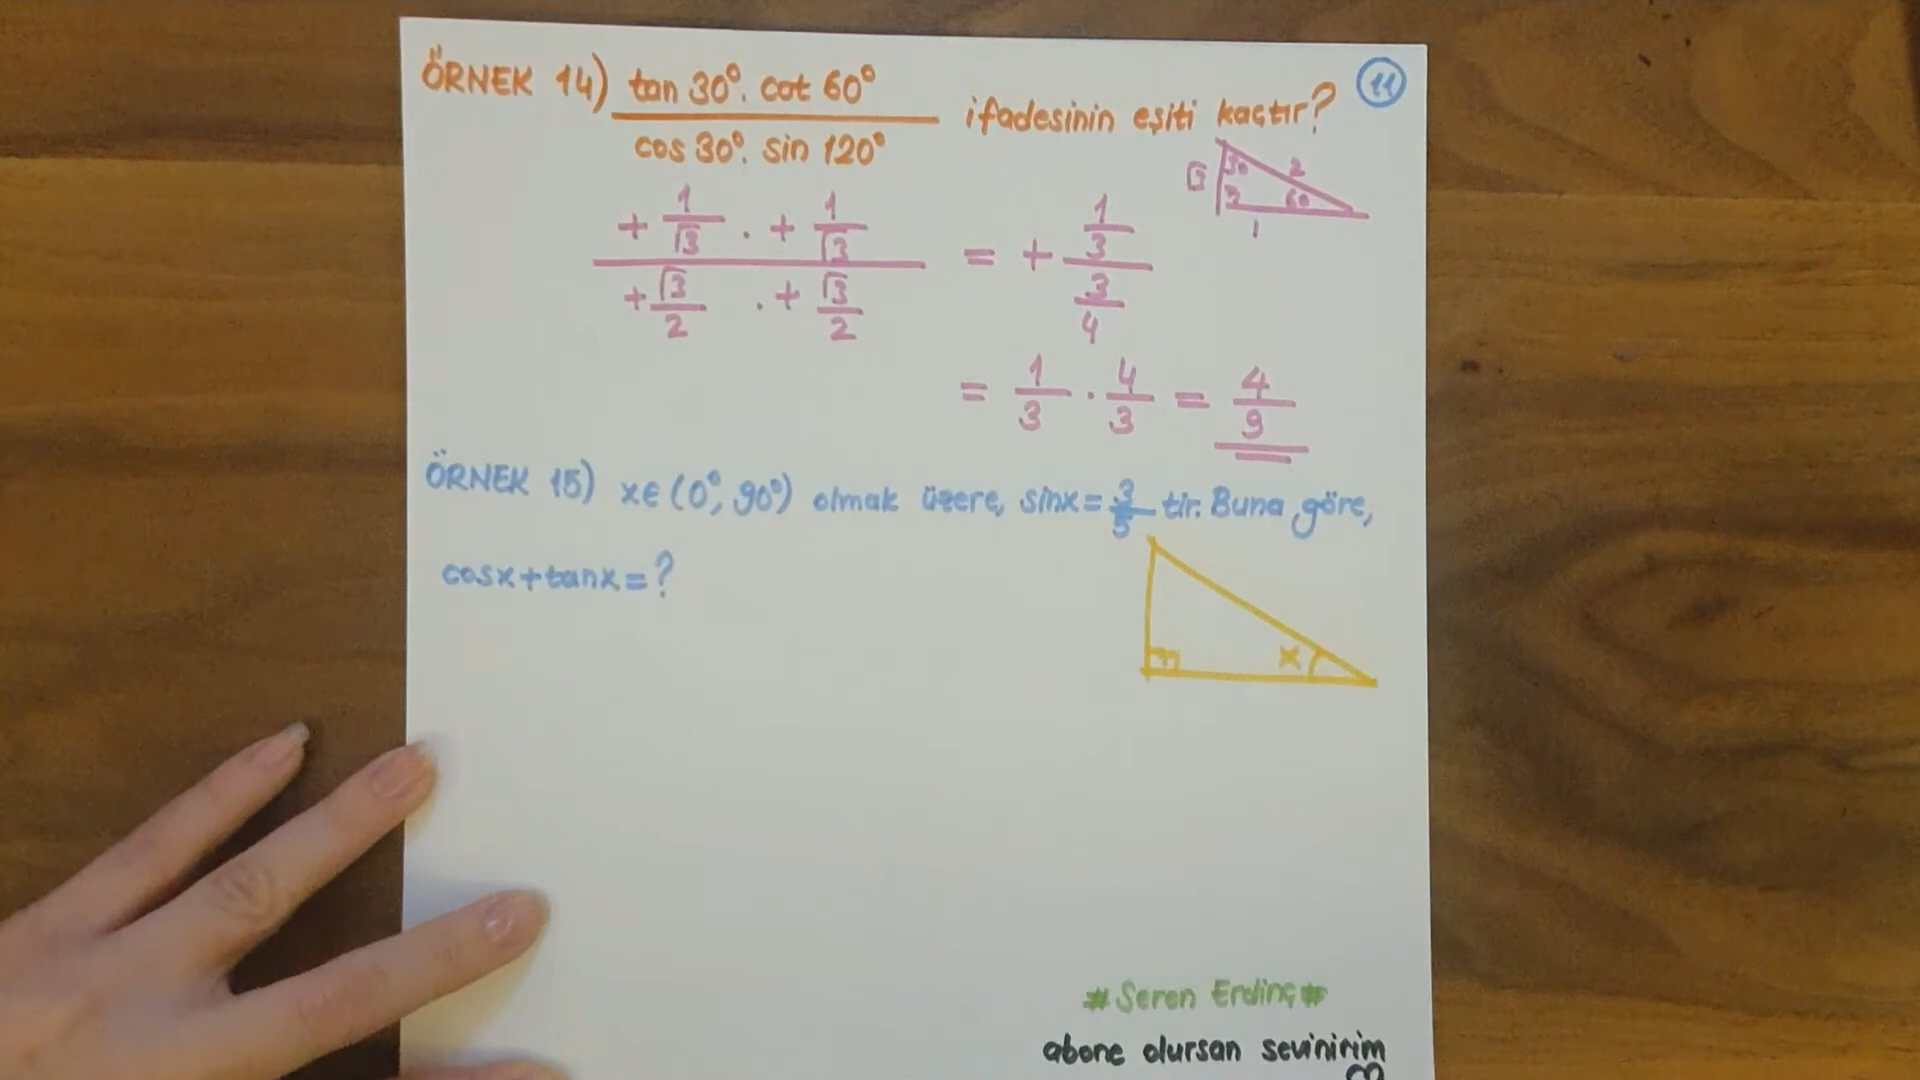 ÖRNEK 14) tan 30°. cot 60° / cos 30°. sin 120° ifadesinin eşiti kaçtır? 11
√3 30 2 60 1
+ 1/√3 . + 1/√3 / + √3/2 . + √3/2 = + 1/3 / 3/4
= 1/3 . 4/3 = 4/9
ÖRNEK 15) x∈(0°, 90°) olmak üzere, sinx = 3/5 tir. Buna göre,
cosx+tanx=?
x
# Seren Erdinç #
abone olursan sevinirim